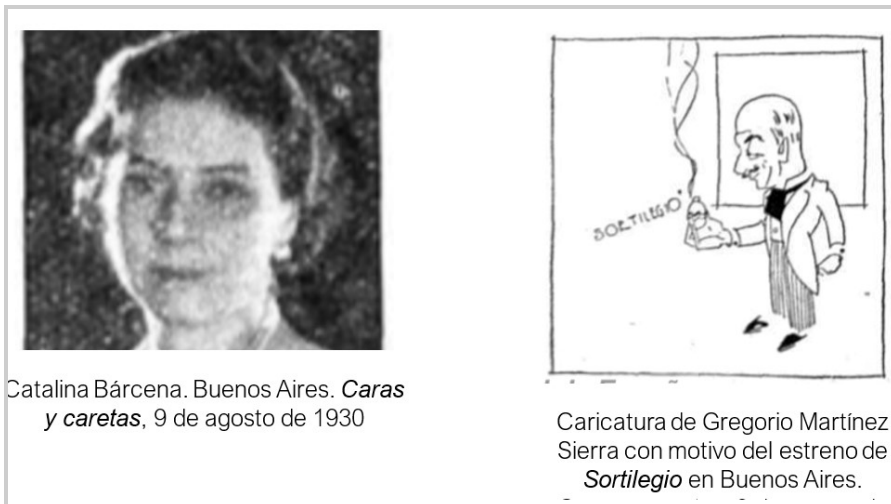 Catalina Bárcena. Buenos Aires. Caras
y caretas, 9 de agosto de 1930
SORTILEGIO
Caricatura de Gregorio Martínez
Sierra con motivo del estreno de
Sortilegio en Buenos Aires.